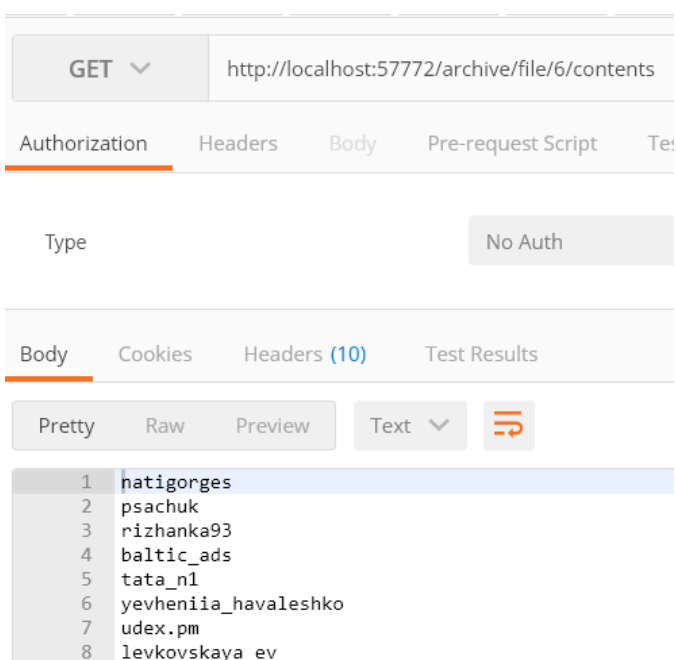 GET http://localhost:57772/archive/file/6/contents
Authorization Headers Body Pre-request Script Tes
Type No Auth
Body Cookies Headers (10) Test Results
Pretty Raw Preview Text
1 natigorges
2 psachuk
3 rizhanka93
4 baltic_ads
5 tata_n1
6 yevheniia_havaleshko
7 udex.pm
8 levkovskaya_ev